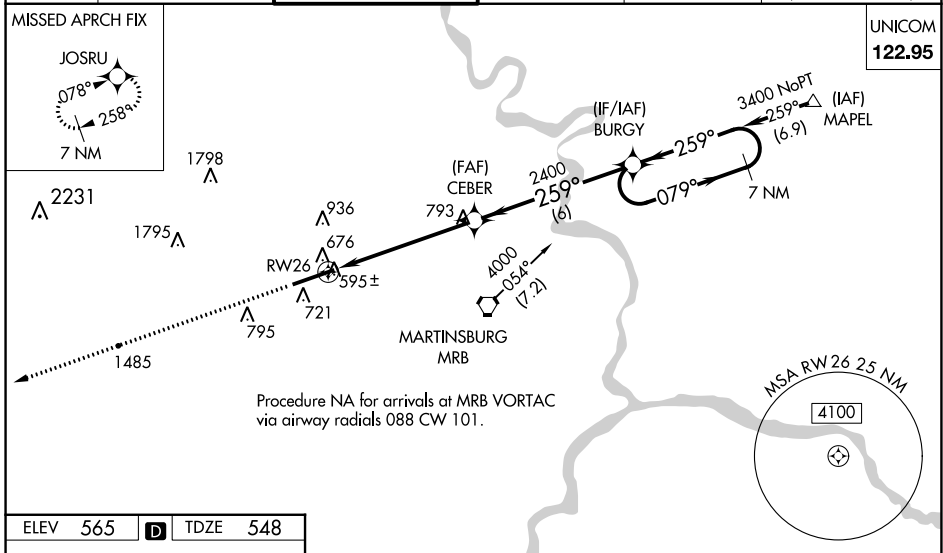 MISSED APRCH FIX
JOSRU
078°
258°
7 NM
UNICOM
122.95
3400 NoPT
259°
(6.9)
(IAF)
MAPEL
(IF/IAF)
BURGY
259°
079°
7 NM
2400
259°
(6)
(FAF)
CEBER
793
1798
2231
1795
936
676
RW26
595±
721
795
1485
4000
054°
(7.2)
MARTINSBURG
MRB
Procedure NA for arrivals at MRB VORTAC
via airway radials 088 CW 101.
MSA RW26 25 NM
4100
ELEV 565 D TDZE 548